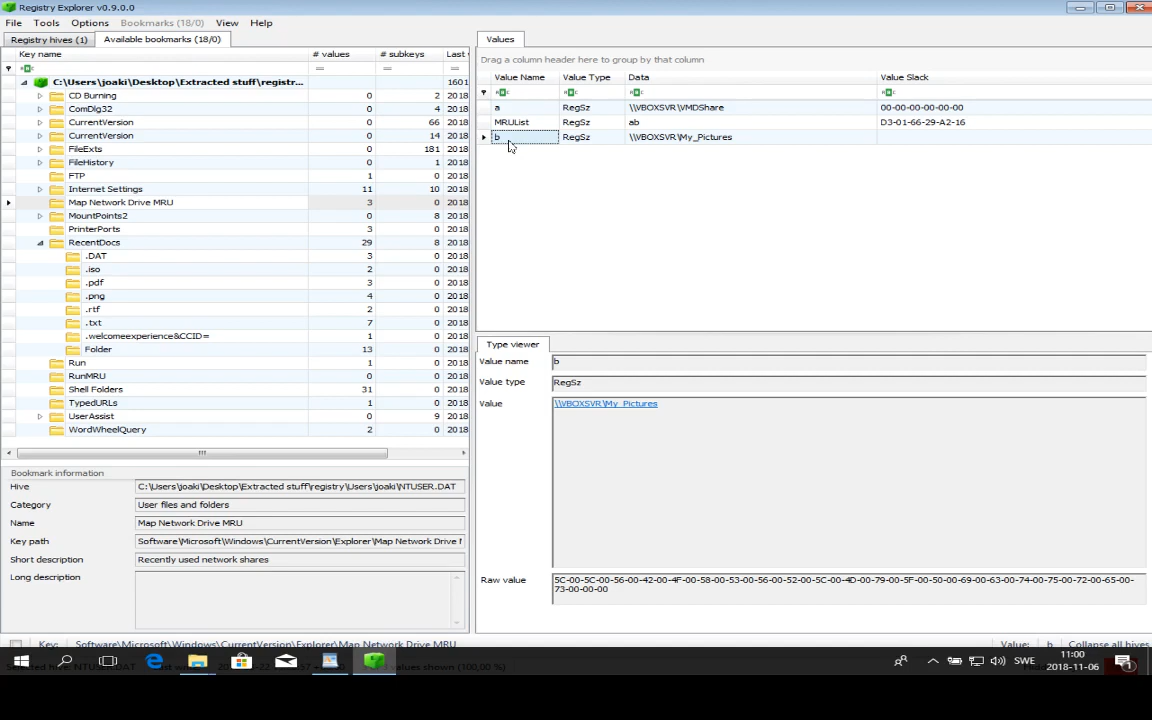 Registry Explorer v0.9.0.0
File Tools Options Bookmarks (18/0) View Help
Registry hives (1) Available bookmarks (18/0)
Key name # values # subkeys Last
C:\Users\joaki\Desktop\Extracted stuff\registr... 1601
CD Burning 0 2 2018
ComDlg32 0 4 2018
CurrentVersion 0 66 2018
CurrentVersion 0 14 2018
FileExts 0 181 2018
FileHistory 0 1 2018
FTP 1 0 2018
Internet Settings 11 10 2018
Map Network Drive MRU 3 0 2018
MountPoints2 0 8 2018
PrinterPorts 3 0 2018
RecentDocs 29 8 2018
.DAT 3 0 2018
.iso 2 0 2018
.pdf 3 0 2018
.png 4 0 2018
.rtf 2 0 2018
.txt 7 0 2018
.welcomeexperience&CCID= 1 0 2018
Folder 13 0 2018
Run 1 0 2018
RunMRU 0 0 2018
Shell Folders 31 0 2018
TypedURLs 1 0 2018
UserAssist 0 9 2018
WordWheelQuery 2 0 2018
Bookmark information
Hive C:\Users\joaki\Desktop\Extracted stuff\registry\Users\joaki\NTUSER.DAT
Category User files and folders
Name Map Network Drive MRU
Key path Software\Microsoft\Windows\CurrentVersion\Explorer\Map Network Drive
Short description Recently used network shares
Long description
Values
Drag a column header here to group by that column
Value Name Value Type Data Value Slack
a RegSz \\VBOXSVR\VMDShare 00-00-00-00-00-00
MRUList RegSz ab D3-01-66-29-A2-16
b RegSz \\VBOXSVR\My_Pictures
Type viewer
Value name b
Value type RegSz
Value \\VBOXSVR\My_Pictures
Raw value 5C-00-5C-00-56-00-42-00-4F-00-58-00-53-00-56-00-52-00-5C-00-4D-00-79-00-5F-00-50-00-69-00-63-00-74-00-75-00-72-00-65-00-
73-00-00-00
Key: Software\Microsoft\Windows\CurrentVersion\Explorer\Map Network Drive MRU Value: b Collapse all hives
SWE 11:00
2018-11-06 1